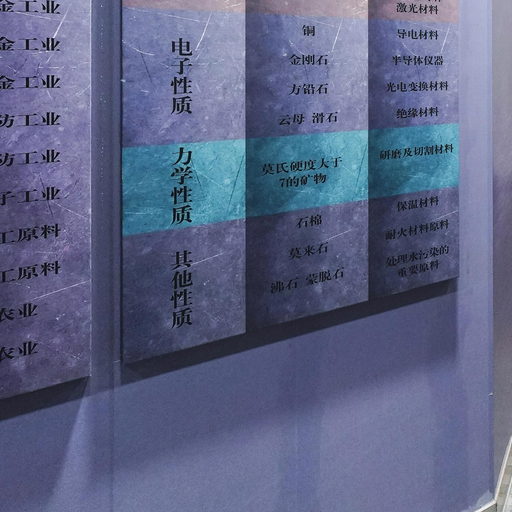 金工业
金工业
金工业
防工业
防工业
子工业
工原料
工原料
农业
农业
电子性质
力学性质
其他性质
铜
金刚石
方铅石
云母 滑石
莫氏硬度大于
7的矿物
石棉
莫来石
沸石 蒙脱石
激光材料
导电材料
半导体仪器
光电变换材料
绝缘材料
研磨及切割材料
保温材料
耐火材料原料
处理水污染的
重要原料